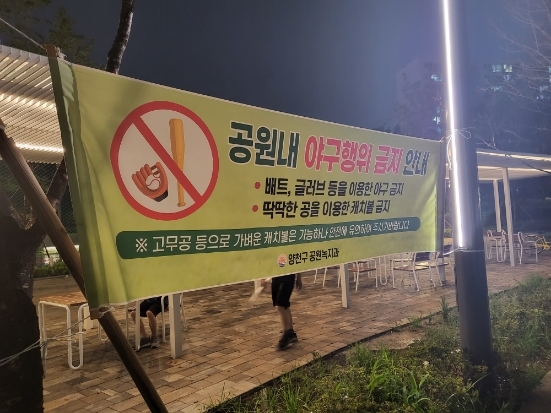 공원내 야구행위 금지 안내
• 배트, 글러브 등을 이용한 야구 금지
• 딱딱한 공을 이용한 캐치볼 금지
※ 고무공 등으로 가벼운 캐치볼은 가능하나 안전에 유의하여 주시기바랍니다
양천구 공원녹지과